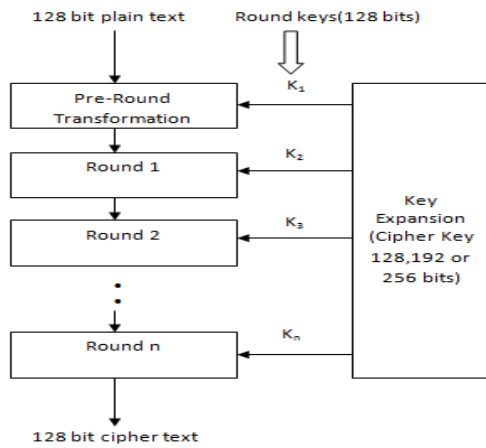 128 bit plain text
Round keys(128 bits)
K1
Pre-Round
Transformation
K2
Round 1
K3
Round 2
Key
Expansion
(Cipher Key
128,192 or
256 bits)
Kn
Round n
128 bit cipher text